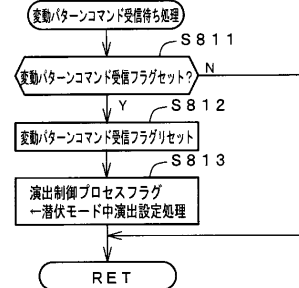 変動パターンコマンド受信待ち処理
S811
変動パターンコマンド受信フラグセット?
N
Y
S812
変動パターンコマンド受信フラグリセット
S813
演出制御プロセスフラグ
←潜伏モード中演出設定処理
RET